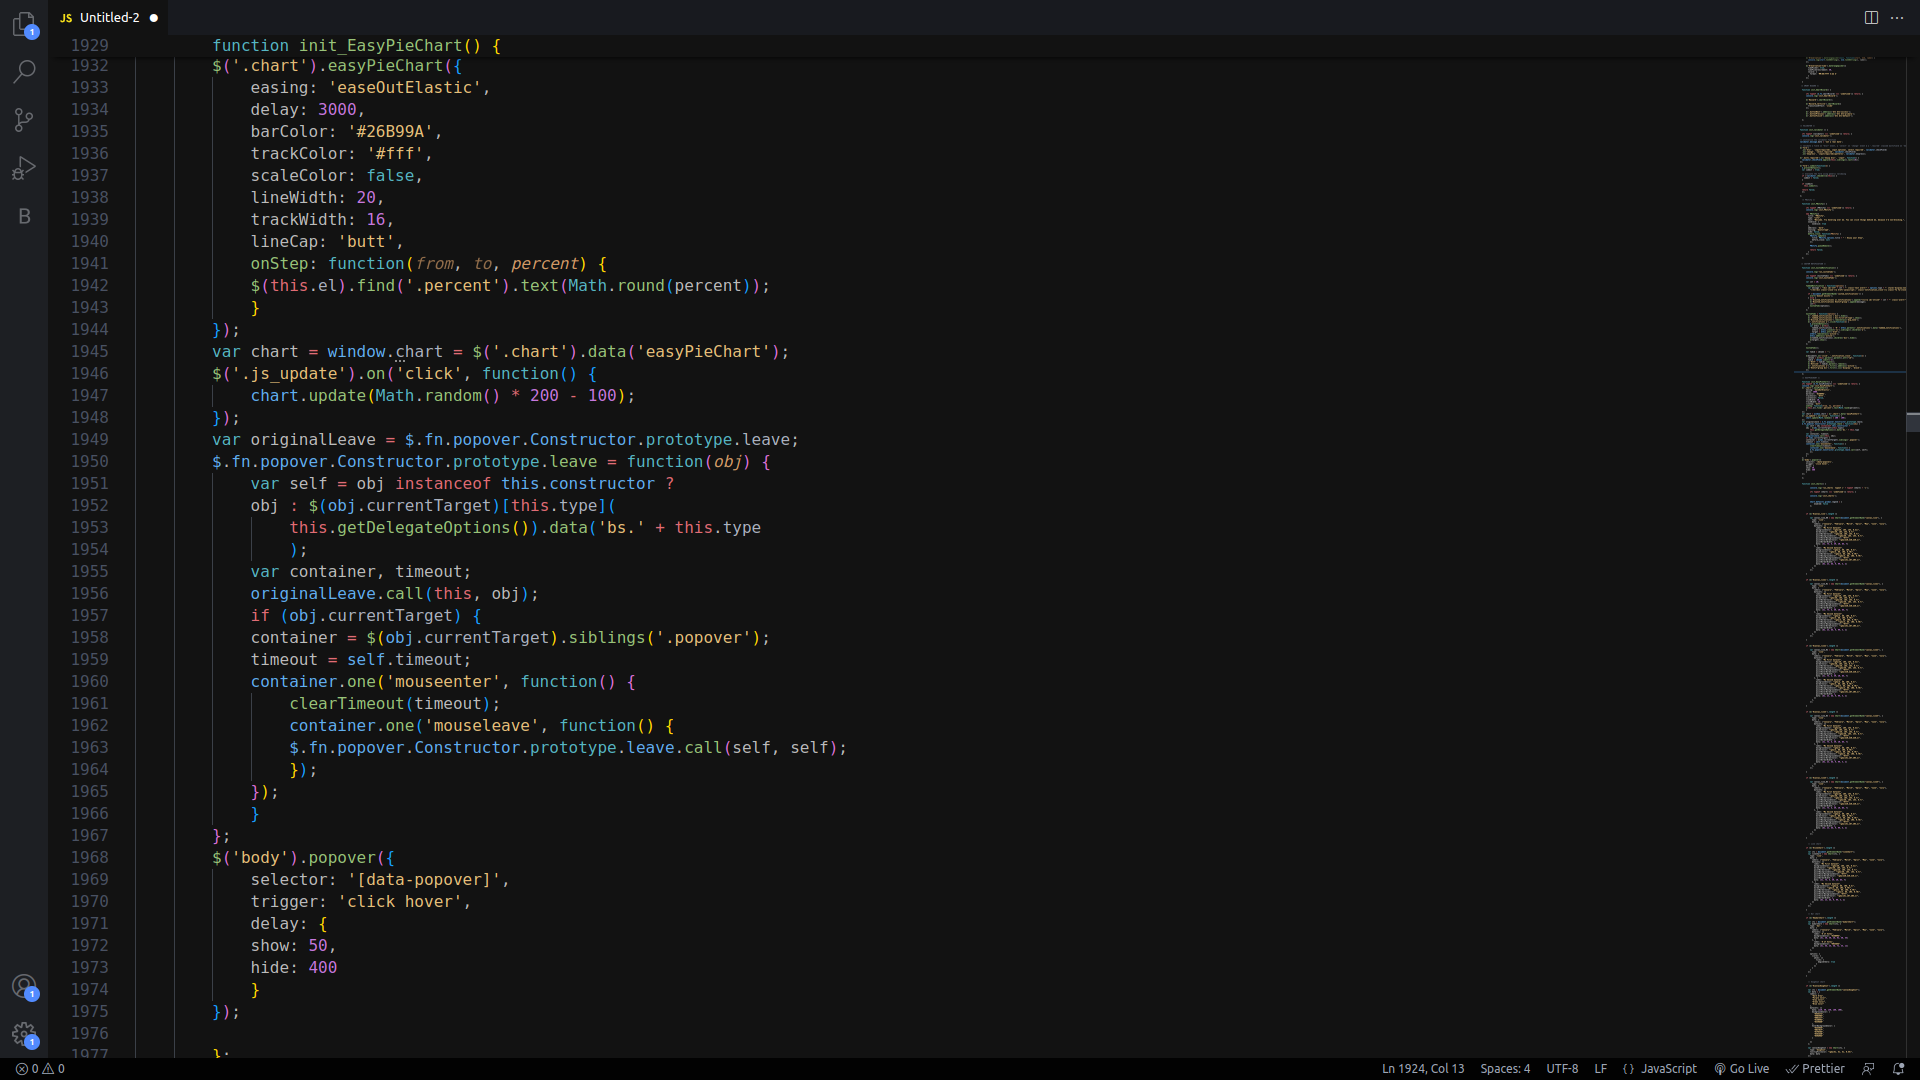 JS Untitled-2
1929 function init_EasyPieChart() {
1932 $('.chart').easyPieChart({
1933 easing: 'easeOutElastic',
1934 delay: 3000,
1935 barColor: '#26B99A',
1936 trackColor: '#fff',
1937 scaleColor: false,
1938 lineWidth: 20,
1939 trackWidth: 16,
1940 lineCap: 'butt',
1941 onStep: function(from, to, percent) {
1942 $(this.el).find('.percent').text(Math.round(percent));
1943 }
1944 });
1945 var chart = window.chart = $('.chart').data('easyPieChart');
1946 $('.js_update').on('click', function() {
1947 chart.update(Math.random() * 200 - 100);
1948 });
1949 var originalLeave = $.fn.popover.Constructor.prototype.leave;
1950 $.fn.popover.Constructor.prototype.leave = function(obj) {
1951 var self = obj instanceof this.constructor ?
1952 obj : $(obj.currentTarget)[this.type](
1953 this.getDelegateOptions()).data('bs.' + this.type
1954 );
1955 var container, timeout;
1956 originalLeave.call(this, obj);
1957 if (obj.currentTarget) {
1958 container = $(obj.currentTarget).siblings('.popover');
1959 timeout = self.timeout;
1960 container.one('mouseenter', function() {
1961 clearTimeout(timeout);
1962 container.one('mouseleave', function() {
1963 $.fn.popover.Constructor.prototype.leave.call(self, self);
1964 });
1965 });
1966 }
1967 };
1968 $('body').popover({
1969 selector: '[data-popover]',
1970 trigger: 'click hover',
1971 delay: {
1972 show: 50,
1973 hide: 400
1974 }
1975 });
1976
1977 };
1
B
1
1
0 0 Ln 1924, Col 13 Spaces: 4 UTF-8 LF {} JavaScript Go Live Prettier